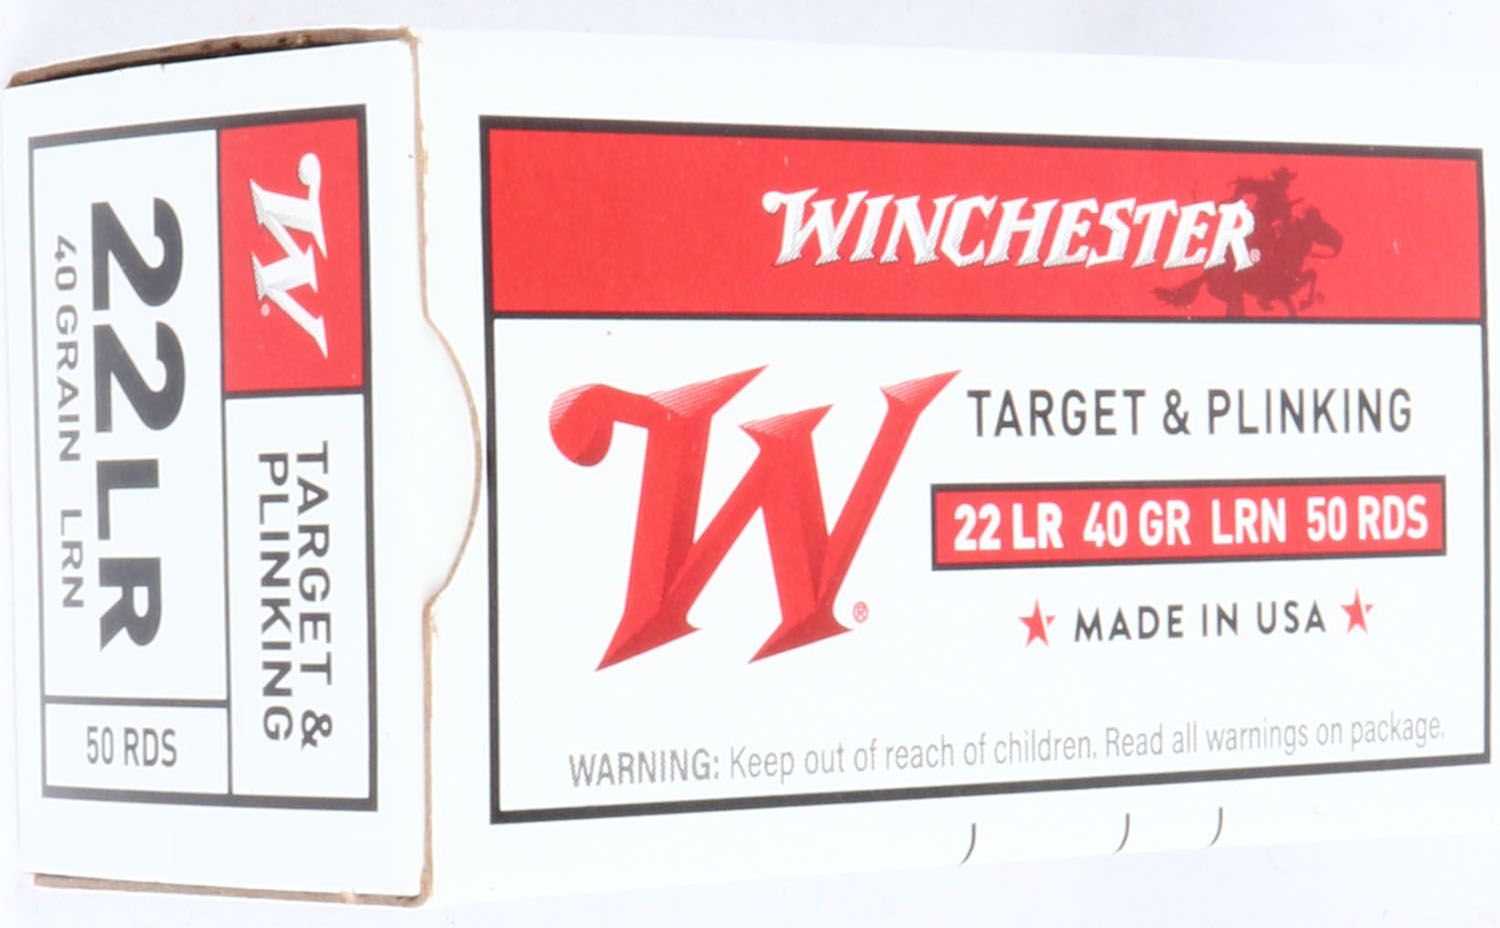 W
TARGET &
PLINKING
22 LR
40 GRAIN LRN
50 RDS
WINCHESTER®
W®
TARGET & PLINKING
22 LR 40 GR LRN 50 RDS
★ MADE IN USA ★
WARNING: Keep out of reach of children. Read all warnings on package.